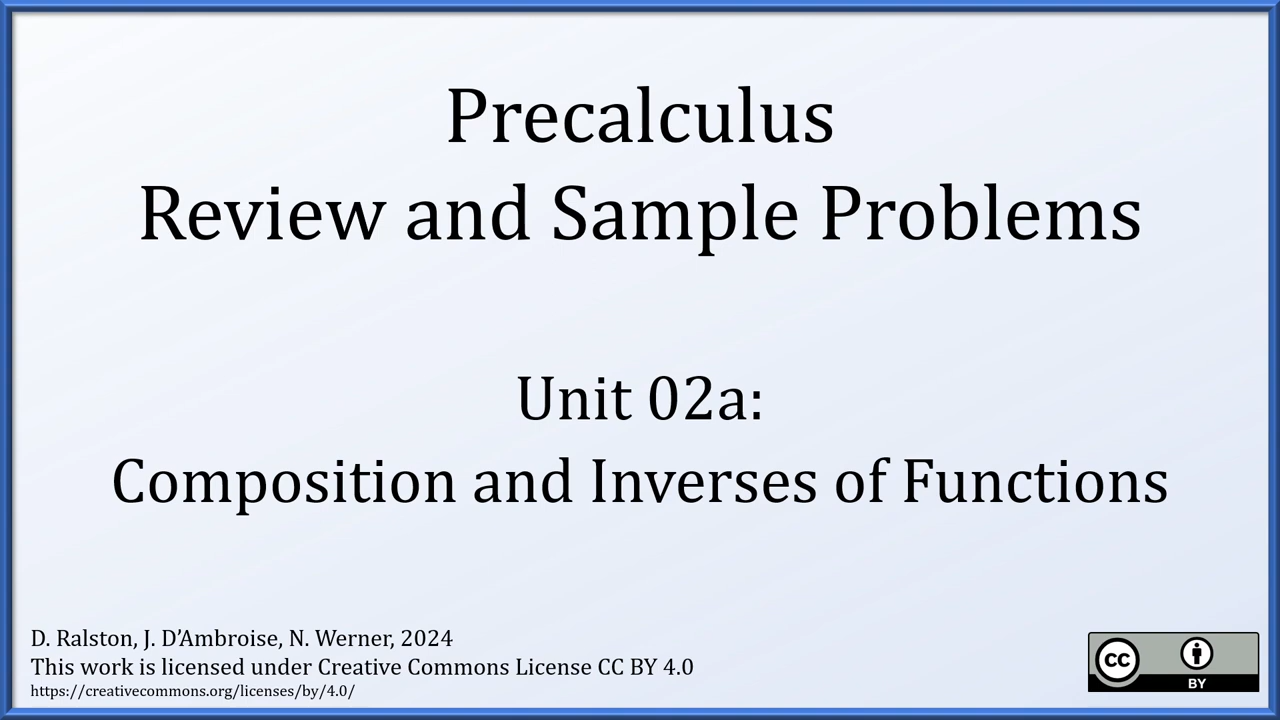 Precalculus
Review and Sample Problems
Unit 02a:
Composition and Inverses of Functions
D. Ralston, J. D’Ambroise, N. Werner, 2024
This work is licensed under Creative Commons License CC BY 4.0
https://creativecommons.org/licenses/by/4.0/
cc
BY